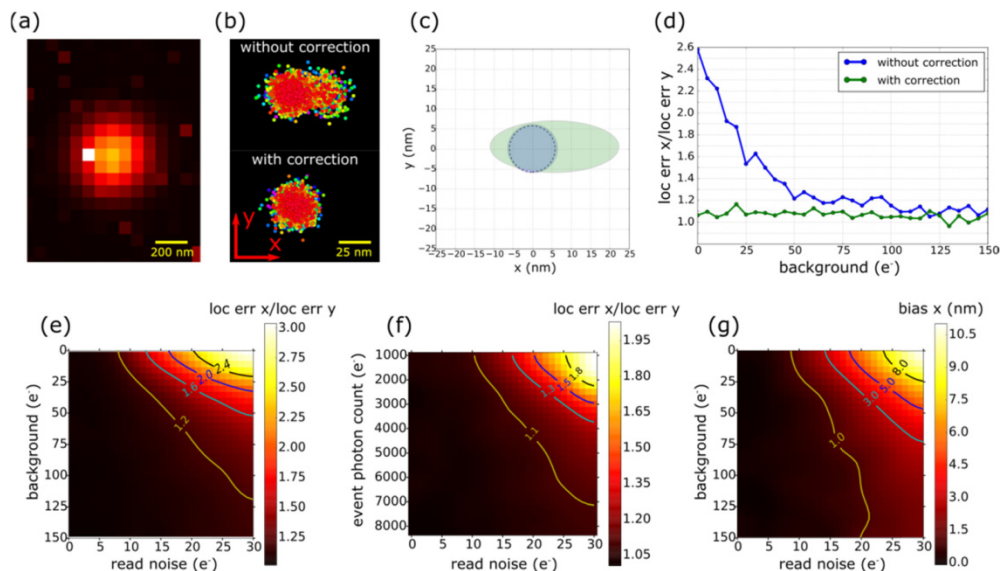 (a)
200 nm
(b)
without correction
with correction
y
x
25 nm
(c)
25
20
15
10
5
0
−5
−10
−15
−20
−25
y (nm)
−25−20−15−10 −5 0 5 10 15 20 25
x (nm)
(d)
2.6
2.4
2.2
2.0
1.8
1.6
1.4
1.2
1.0
loc err x/loc err y
without correction
with correction
0 25 50 75 100 125 150
background (e⁻)
(e)
loc err x/loc err y
0
25
50
75
100
125
150
background (e⁻)
1.2
1.6
2.0
2.4
0 5 10 15 20 25 30
read noise (e⁻)
3.00
2.75
2.50
2.25
2.00
1.75
1.50
1.25
(f)
loc err x/loc err y
1000
2000
3000
4000
5000
6000
7000
8000
event photon count (e⁻)
1.1
1.3
1.5
1.8
0 5 10 15 20 25 30
read noise (e⁻)
1.95
1.80
1.65
1.50
1.35
1.20
1.05
(g)
bias x (nm)
0
25
50
75
100
125
150
background (e⁻)
1.0
3.0
5.0
8.0
0 5 10 15 20 25 30
read noise (e⁻)
10.5
9.0
7.5
6.0
4.5
3.0
1.5
0.0